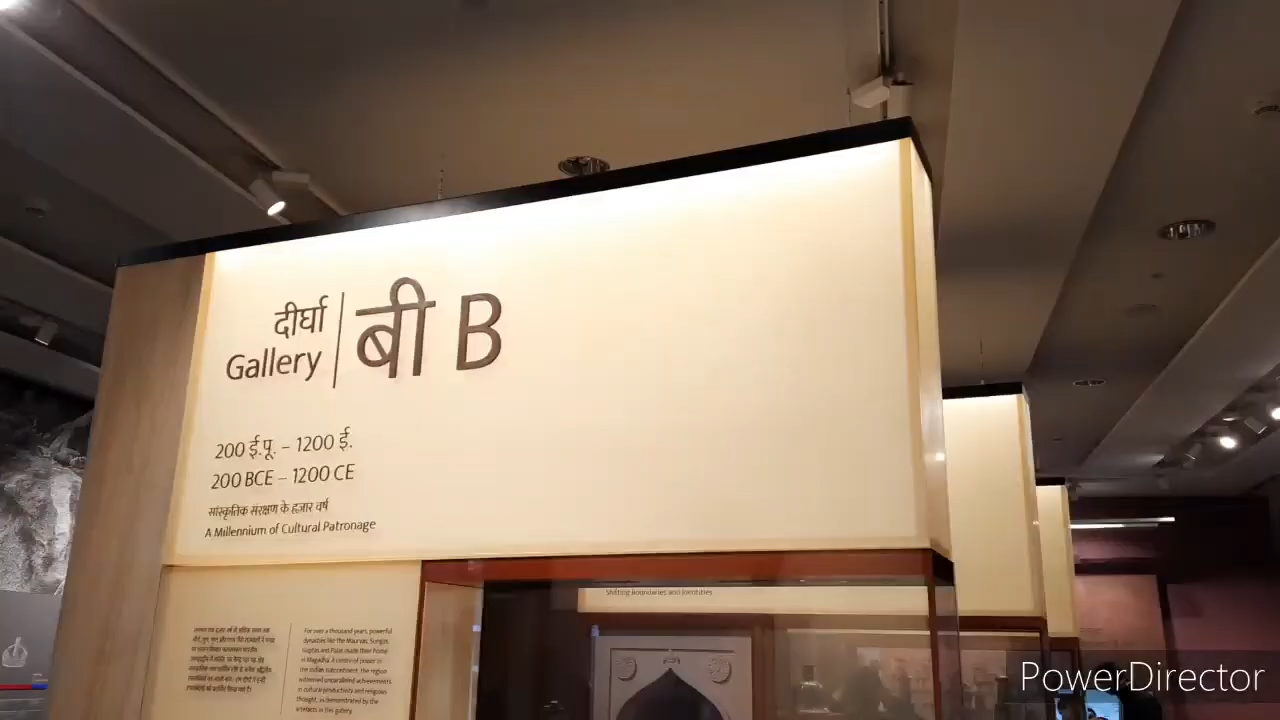 दीर्घा
Gallery
बी B
200 ई.पू. – 1200 ई.
200 BCE – 1200 CE
सांस्कृतिक संरक्षण के हज़ार वर्ष
A Millennium of Cultural Patronage
For over a thousand years, powerful
dynasties like the Mauryas, Sungas,
Guptas and Palas made their home
in Magadha. A centre of power in
the Indian subcontinent, the region
witnessed unparalleled achievements
in cultural productivity and religious
thought, as demonstrated by the
artefacts in this gallery.
Shifting Boundaries and Identities
PowerDirector